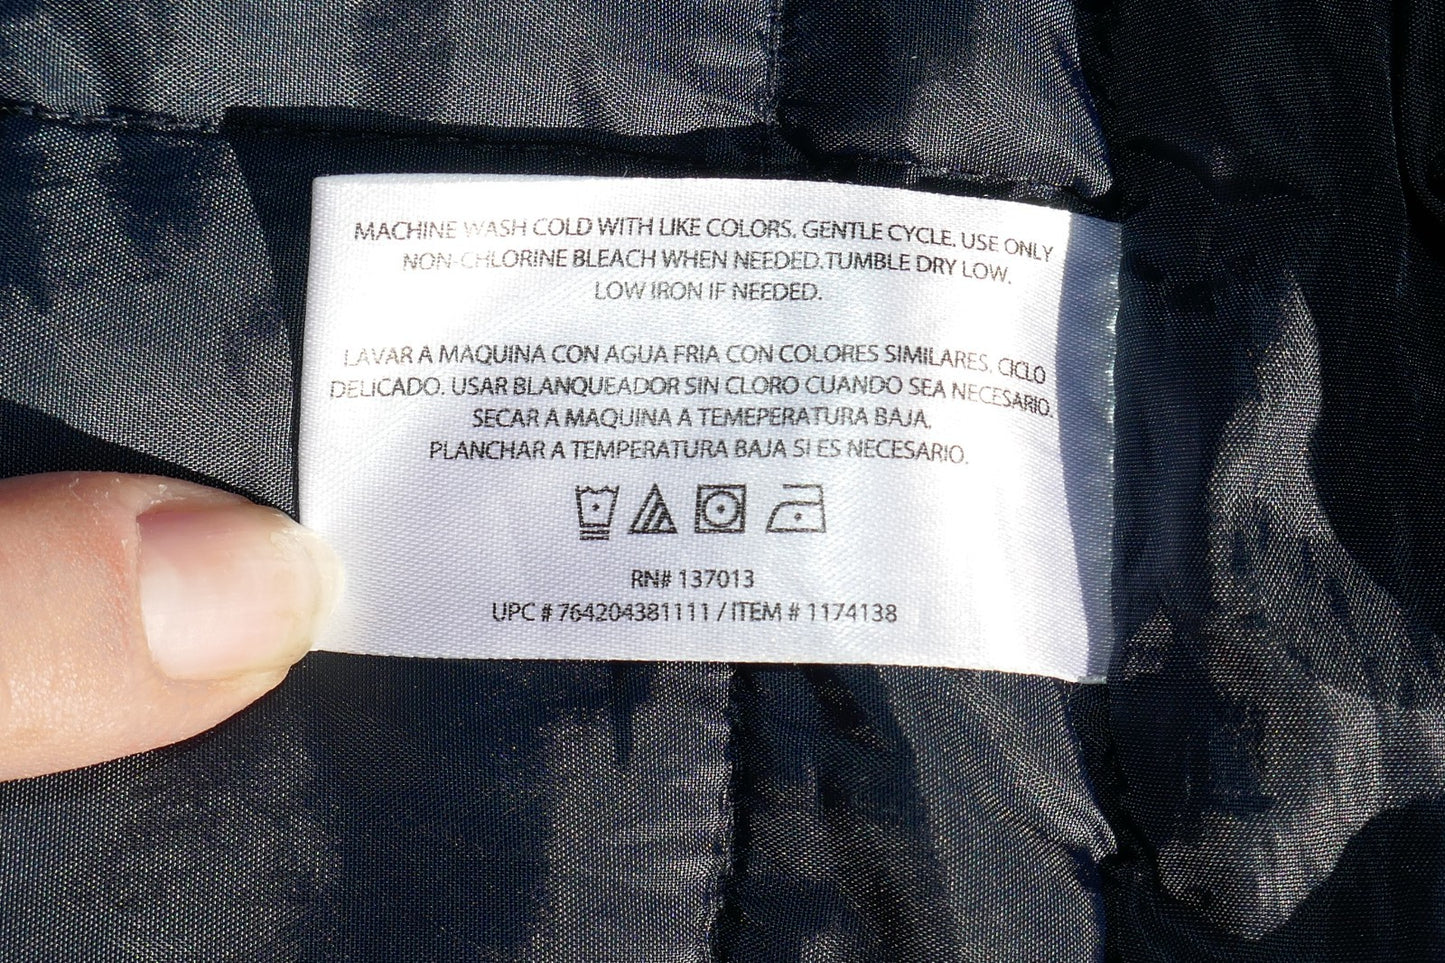 MACHINE WASH COLD WITH LIKE COLORS. GENTLE CYCLE. USE ONLY
NON-CHLORINE BLEACH WHEN NEEDED.TUMBLE DRY LOW.
LOW IRON IF NEEDED.
LAVAR A MAQUINA CON AGUA FRIA CON COLORES SIMILARES. CICLO
DELICADO. USAR BLANQUEADOR SIN CLORO CUANDO SEA NECESARIO.
SECAR A MAQUINA A TEMEPERATURA BAJA.
PLANCHAR A TEMPERATURA BAJA SI ES NECESARIO.
RN# 137013
UPC # 764204381111 / ITEM # 1174138